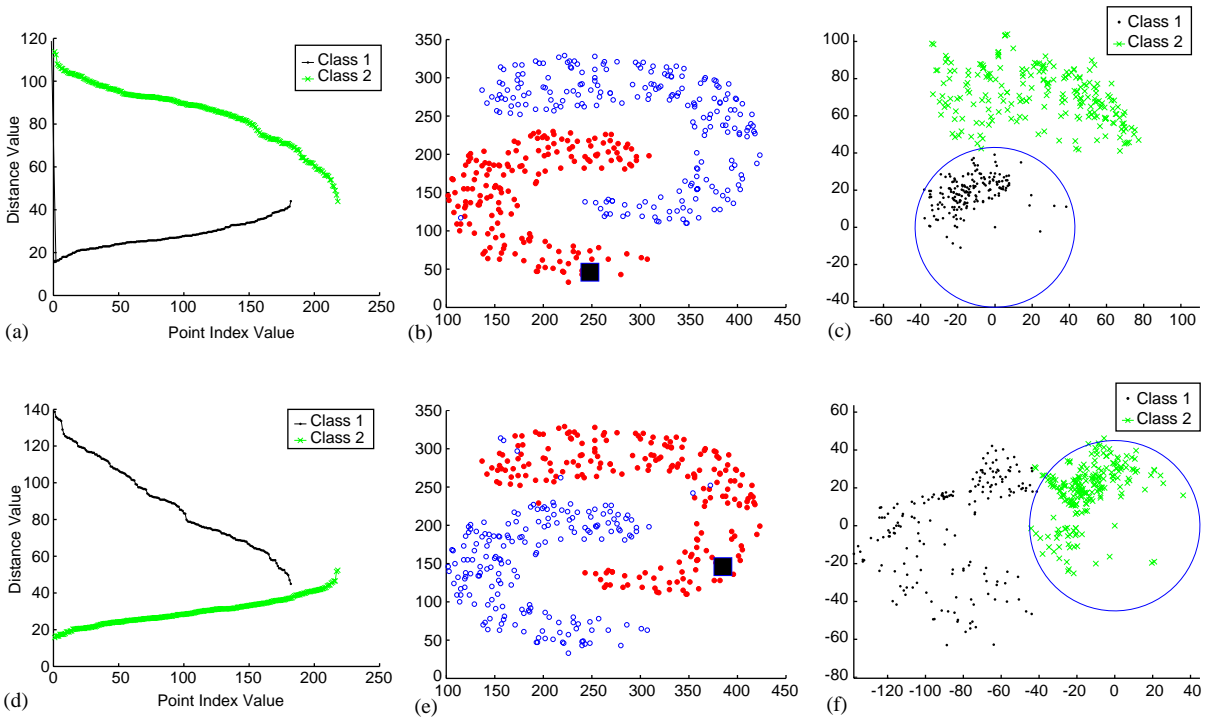 120
100
80
60
40
20
0
Distance Value
Class 1
Class 2
0 50 100 150 200 250
Point Index Value
(a)
350
300
250
200
150
100
50
0
100 150 200 250 300 350 400 450
(b)
100
80
60
40
20
0
-20
-40
Class 1
Class 2
-60 -40 -20 0 20 40 60 80 100
(c)
140
120
100
80
60
40
20
0
Distance Value
Class 1
Class 2
0 50 100 150 200 250
Point Index Value
(d)
350
300
250
200
150
100
50
0
100 150 200 250 300 350 400 450
(e)
60
40
20
0
-20
-40
-60
-80
Class 1
Class 2
-120 -100 -80 -60 -40 -20 0 20 40
(f)